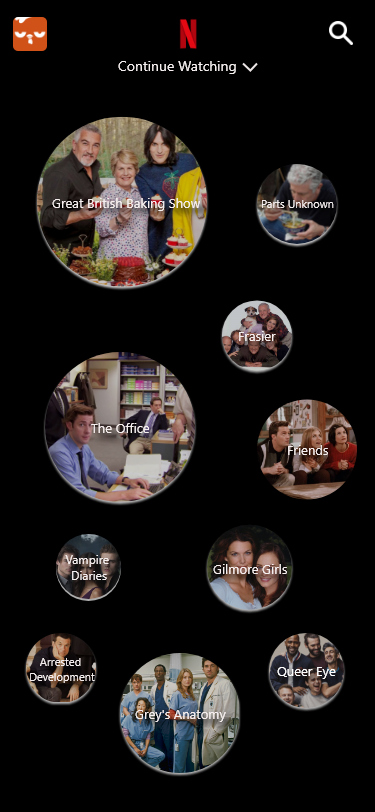 N
Continue Watching
Great British Baking Show
Parts Unknown
Frasier
The Office
Friends
Vampire
Diaries
Gilmore Girls
Arrested
Development
Queer Eye
Grey's Anatomy